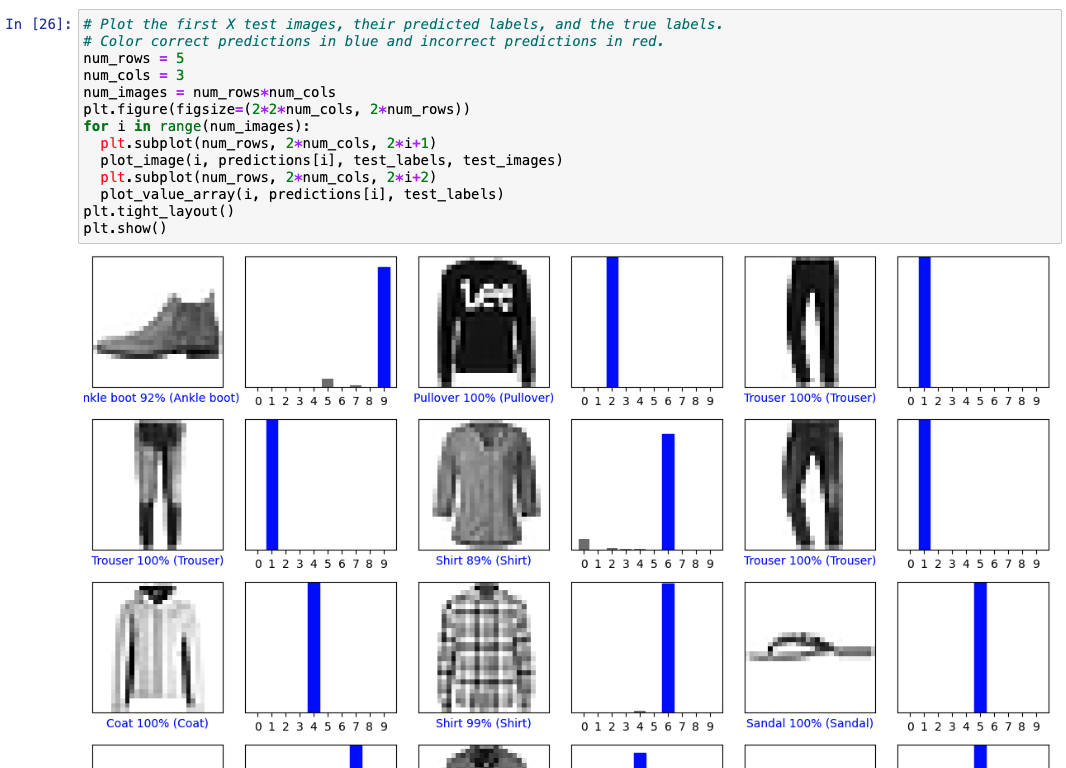 In [26]:
# Plot the first X test images, their predicted labels, and the true labels.
# Color correct predictions in blue and incorrect predictions in red.
num_rows = 5
num_cols = 3
num_images = num_rows*num_cols
plt.figure(figsize=(2*2*num_cols, 2*num_rows))
for i in range(num_images):
  plt.subplot(num_rows, 2*num_cols, 2*i+1)
  plot_image(i, predictions[i], test_labels, test_images)
  plt.subplot(num_rows, 2*num_cols, 2*i+2)
  plot_value_array(i, predictions[i], test_labels)
plt.tight_layout()
plt.show()
Lee
nkle boot 92% (Ankle boot) 0 1 2 3 4 5 6 7 8 9 Pullover 100% (Pullover) 0 1 2 3 4 5 6 7 8 9 Trouser 100% (Trouser) 0 1 2 3 4 5 6 7 8 9
Trouser 100% (Trouser) 0 1 2 3 4 5 6 7 8 9 Shirt 89% (Shirt) 0 1 2 3 4 5 6 7 8 9 Trouser 100% (Trouser) 0 1 2 3 4 5 6 7 8 9
Coat 100% (Coat) 0 1 2 3 4 5 6 7 8 9 Shirt 99% (Shirt) 0 1 2 3 4 5 6 7 8 9 Sandal 100% (Sandal) 0 1 2 3 4 5 6 7 8 9